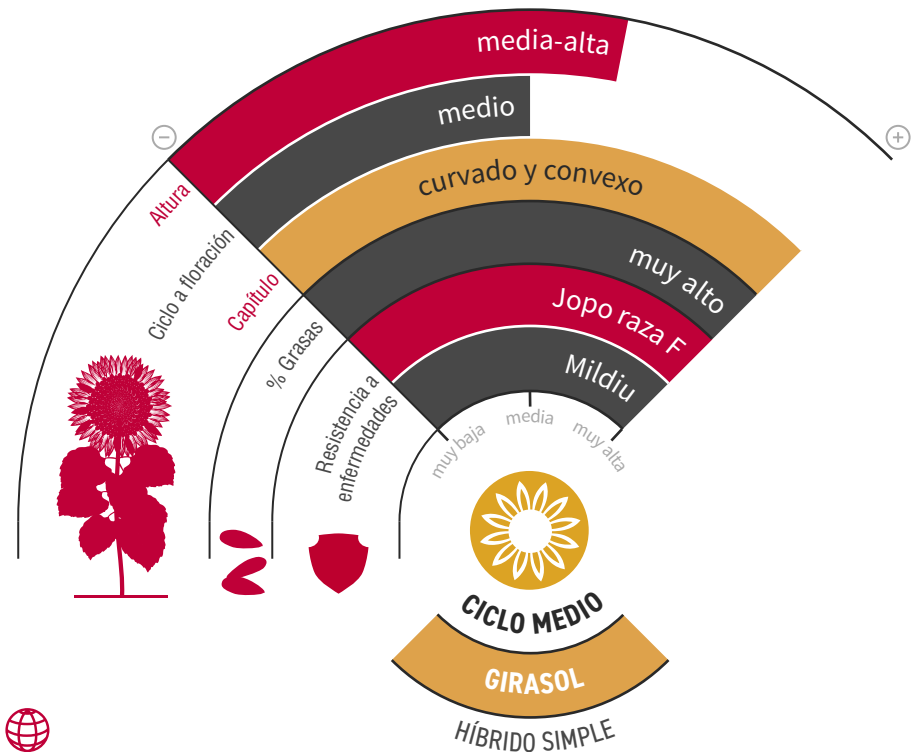 media-alta
medio
curvado y convexo
muy alto
Jopo raza F
Mildiu
Altura
Ciclo a floración
Capítulo
% Grasas
Resistencia a
enfermedades
muy baja
media
muy alta
CICLO MEDIO
GIRASOL
HÍBRIDO SIMPLE